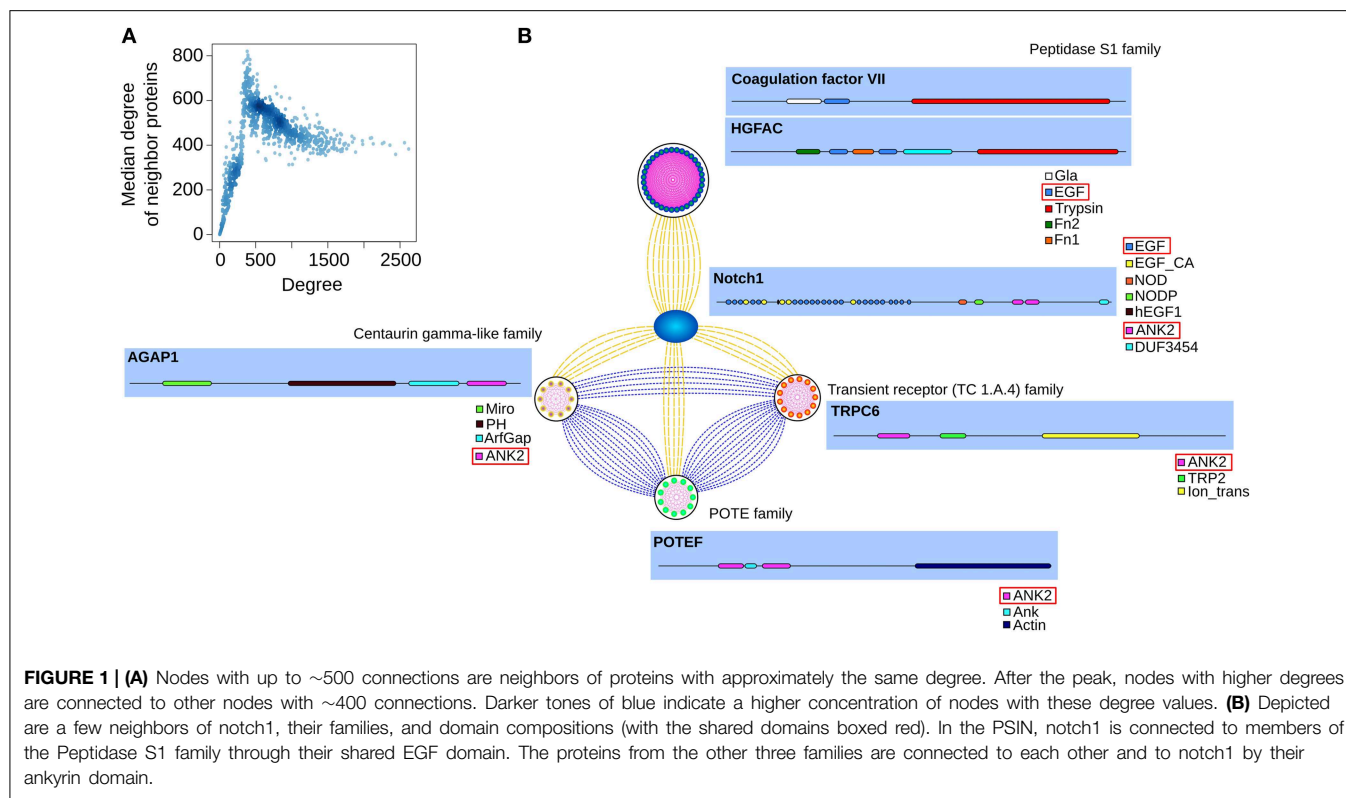 A
800
600
400
200
0
Median degree
of neighbor proteins
0 500 1500 2500
Degree
B
Peptidase S1 family
Coagulation factor VII
HGFAC
Gla
EGF
Trypsin
Fn2
Fn1
Notch1
EGF
EGF_CA
NOD
NODP
hEGF1
ANK2
DUF3454
Centaurin gamma-like family
AGAP1
Miro
PH
ArfGap
ANK2
Transient receptor (TC 1.A.4) family
TRPC6
ANK2
TRP2
Ion_trans
POTE family
POTEF
ANK2
Ank
Actin
FIGURE 1 | (A) Nodes with up to ∼500 connections are neighbors of proteins with approximately the same degree. After the peak, nodes with higher degrees
are connected to other nodes with ∼400 connections. Darker tones of blue indicate a higher concentration of nodes with these degree values. (B) Depicted
are a few neighbors of notch1, their families, and domain compositions (with the shared domains boxed red). In the PSIN, notch1 is connected to members of
the Peptidase S1 family through their shared EGF domain. The proteins from the other three families are connected to each other and to notch1 by their
ankyrin domain.